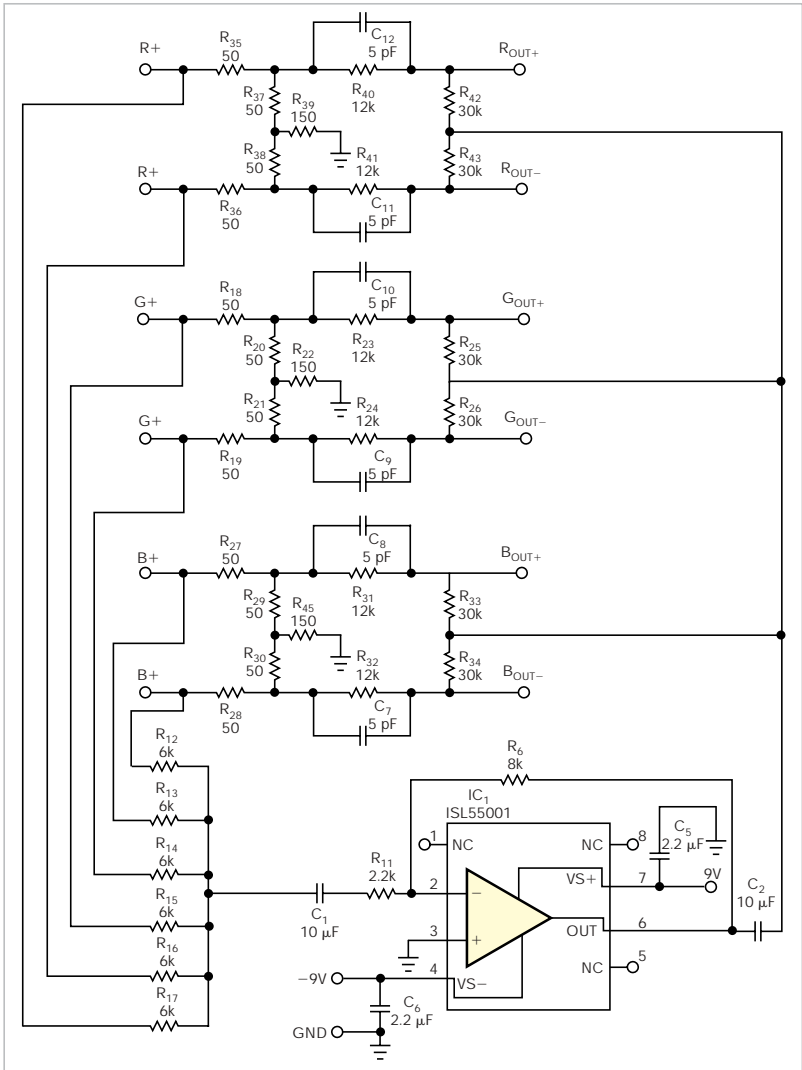 R+
R35
50
C12
5 pF
ROUT+
R37
50
R39
150
R40
12k
R42
30k
R38
50
R41
12k
R43
30k
R+
R36
50
C11
5 pF
ROUT−
G+
R18
50
C10
5 pF
GOUT+
R20
50
R22
150
R23
12k
R25
30k
R21
50
R24
12k
R26
30k
G+
R19
50
C9
5 pF
GOUT−
B+
R27
50
C8
5 pF
BOUT+
R29
50
R45
150
R31
12k
R33
30k
R30
50
R32
12k
R34
30k
B+
R28
50
C7
5 pF
BOUT−
R12
6k
R13
6k
R14
6k
R15
6k
R16
6k
R17
6k
C1
10 µF
R11
2.2k
R6
8k
IC1
ISL55001
1
NC
NC
8
C5
2.2 µF
2
−
VS+
7
9V
C2
10 µF
3
+
OUT
6
4
VS−
NC
5
−9V
C6
2.2 µF
GND